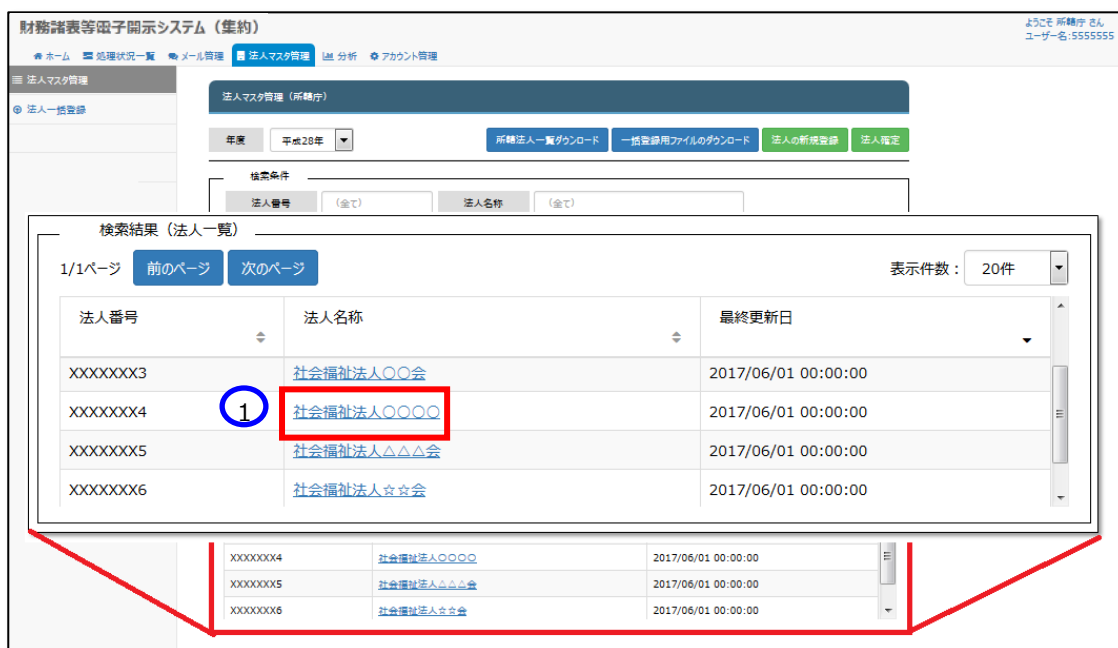 財務諸表等電子開示システム（集約）
ようこそ 所轄庁 さん
ユーザー名:5555555
ホーム 処理状況一覧 メール管理 法人マスタ管理 分析 アカウント管理
法人マスタ管理
法人一括登録
法人マスタ管理（所轄庁）
年度 平成28年 所轄法人一覧ダウンロード 一括登録用ファイルのダウンロード 法人の新規登録 法人確定
検索条件
法人番号 （全て） 法人名称 （全て）
検索結果（法人一覧）
1/1ページ 前のページ 次のページ 表示件数： 20件
法人番号 法人名称 最終更新日
XXXXXXX3 社会福祉法人〇〇会 2017/06/01 00:00:00
1
XXXXXXX4 社会福祉法人〇〇〇〇 2017/06/01 00:00:00
XXXXXXX5 社会福祉法人△△△会 2017/06/01 00:00:00
XXXXXXX6 社会福祉法人☆☆会 2017/06/01 00:00:00
XXXXXXX4 社会福祉法人〇〇〇〇 2017/06/01 00:00:00
XXXXXXX5 社会福祉法人△△△会 2017/06/01 00:00:00
XXXXXXX6 社会福祉法人☆☆会 2017/06/01 00:00:00